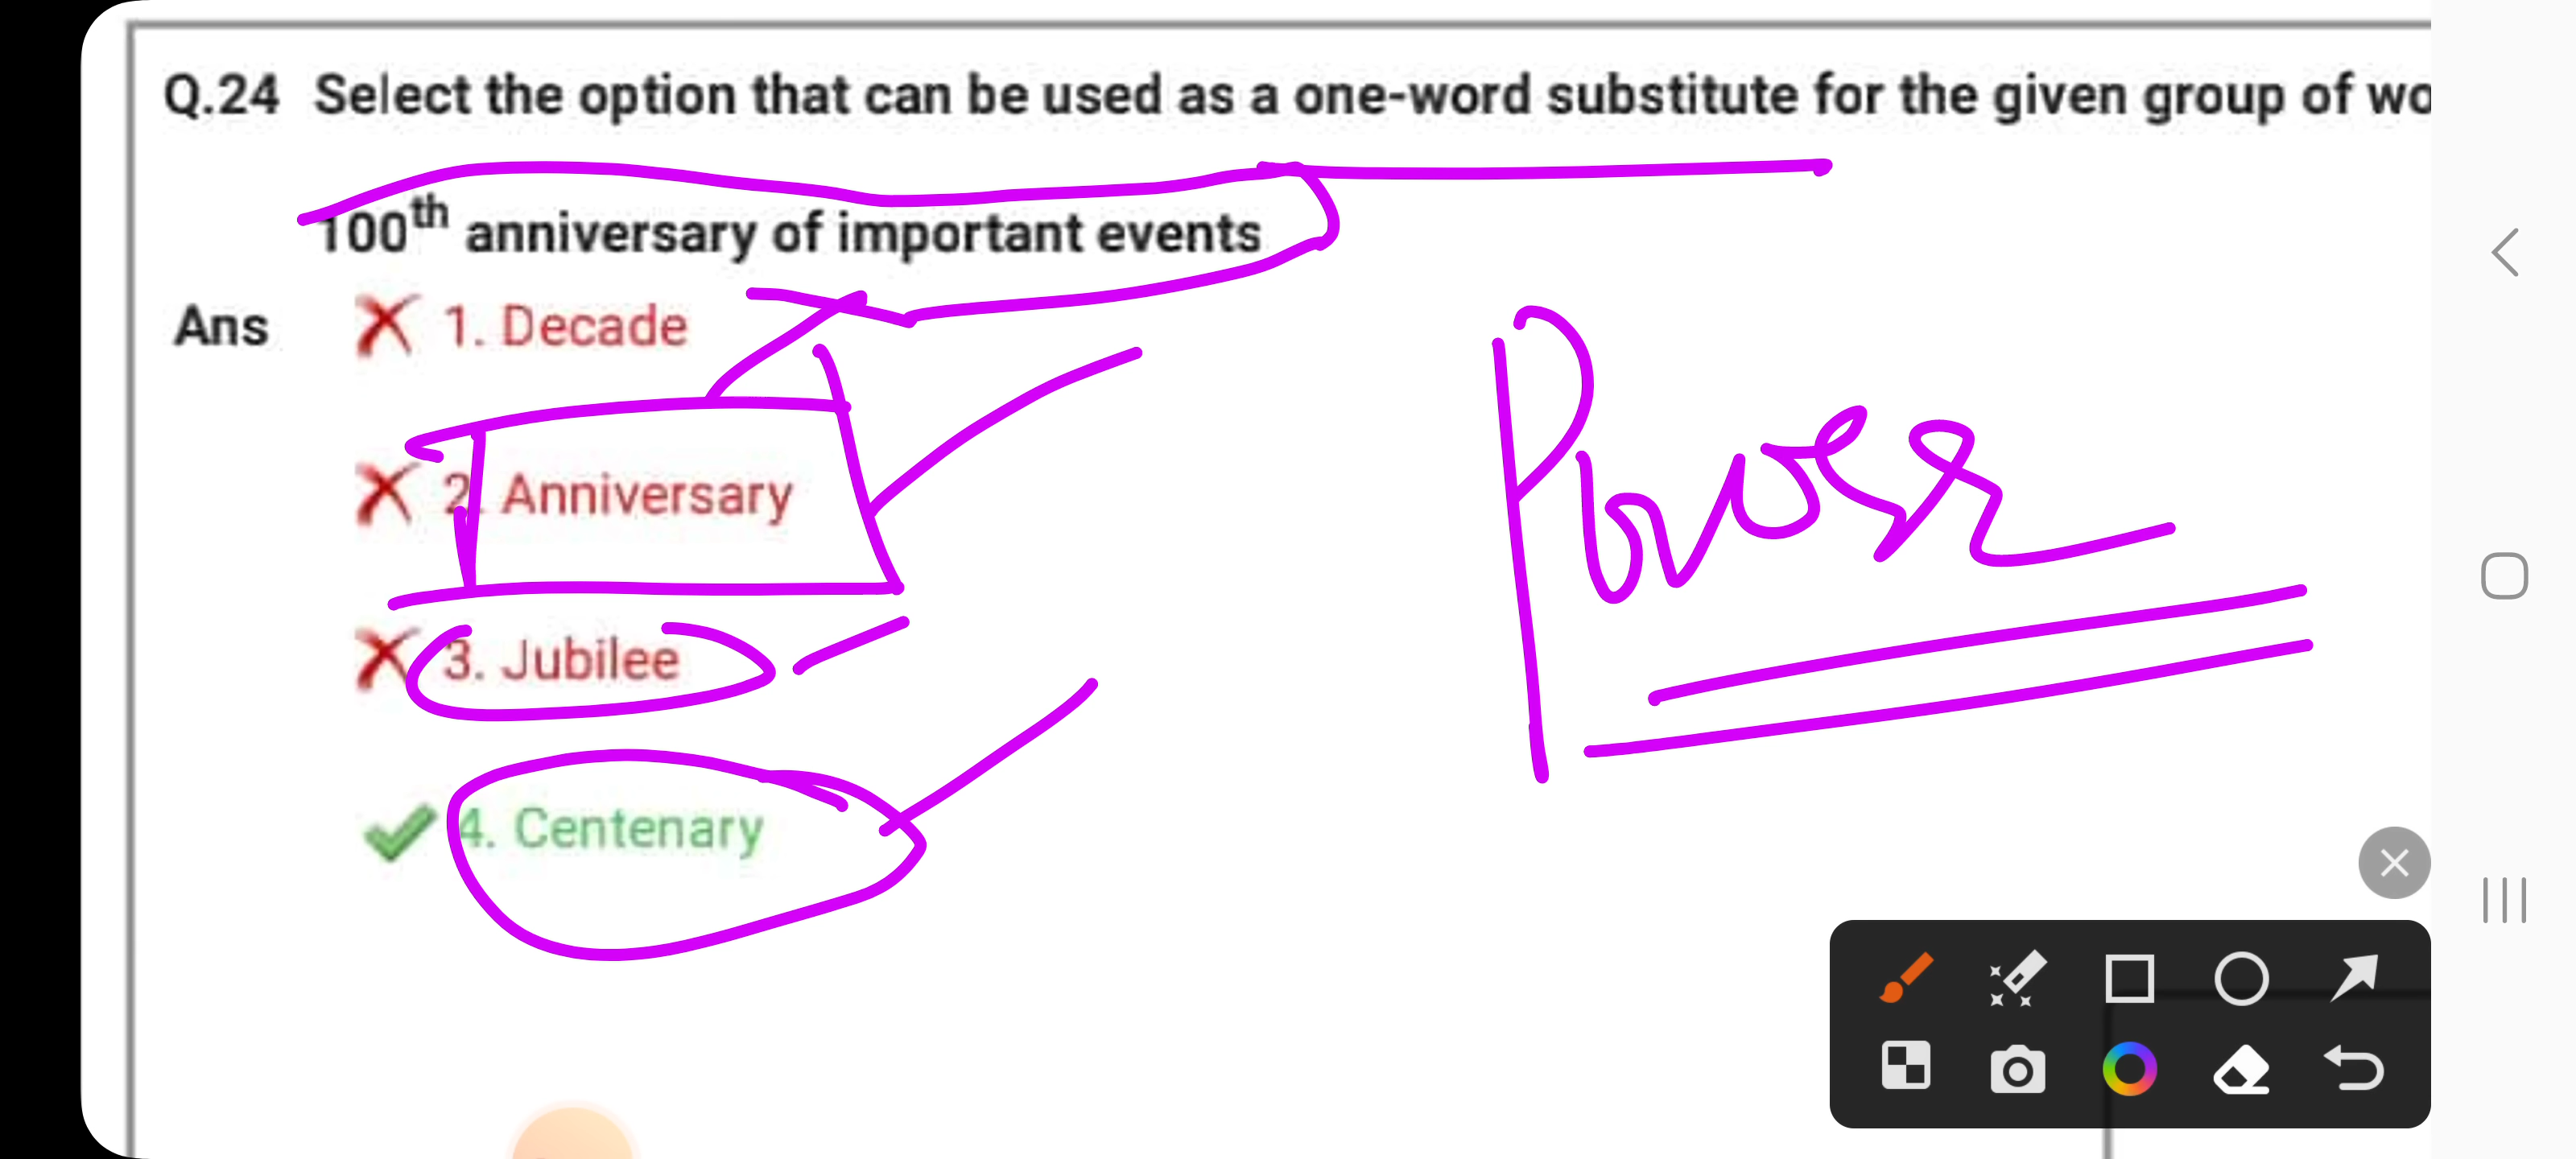 Q.24 Select the option that can be used as a one-word substitute for the given group of wo
100th anniversary of important events
Ans 1. Decade
2. Anniversary
3. Jubilee
4. Centenary